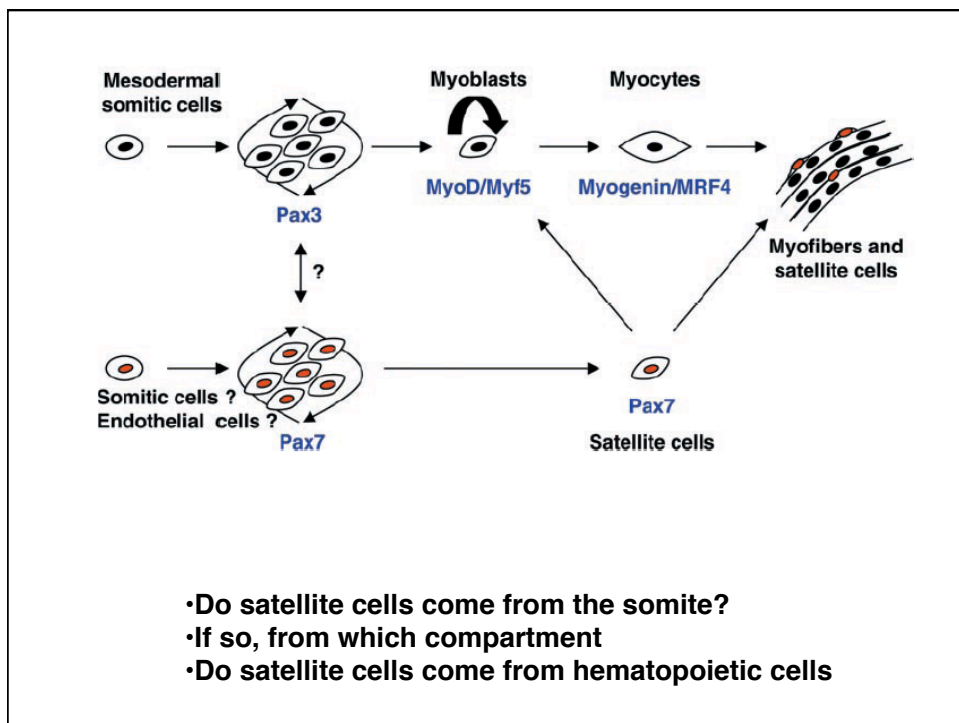 Mesodermal
somitic cells
Myoblasts
Myocytes
Pax3
MyoD/Myf5
Myogenin/MRF4
Myofibers and
satellite cells
?
Somitic cells ?
Endothelial cells ?
Pax7
Pax7
Satellite cells
•Do satellite cells come from the somite?
•If so, from which compartment
•Do satellite cells come from hematopoietic cells